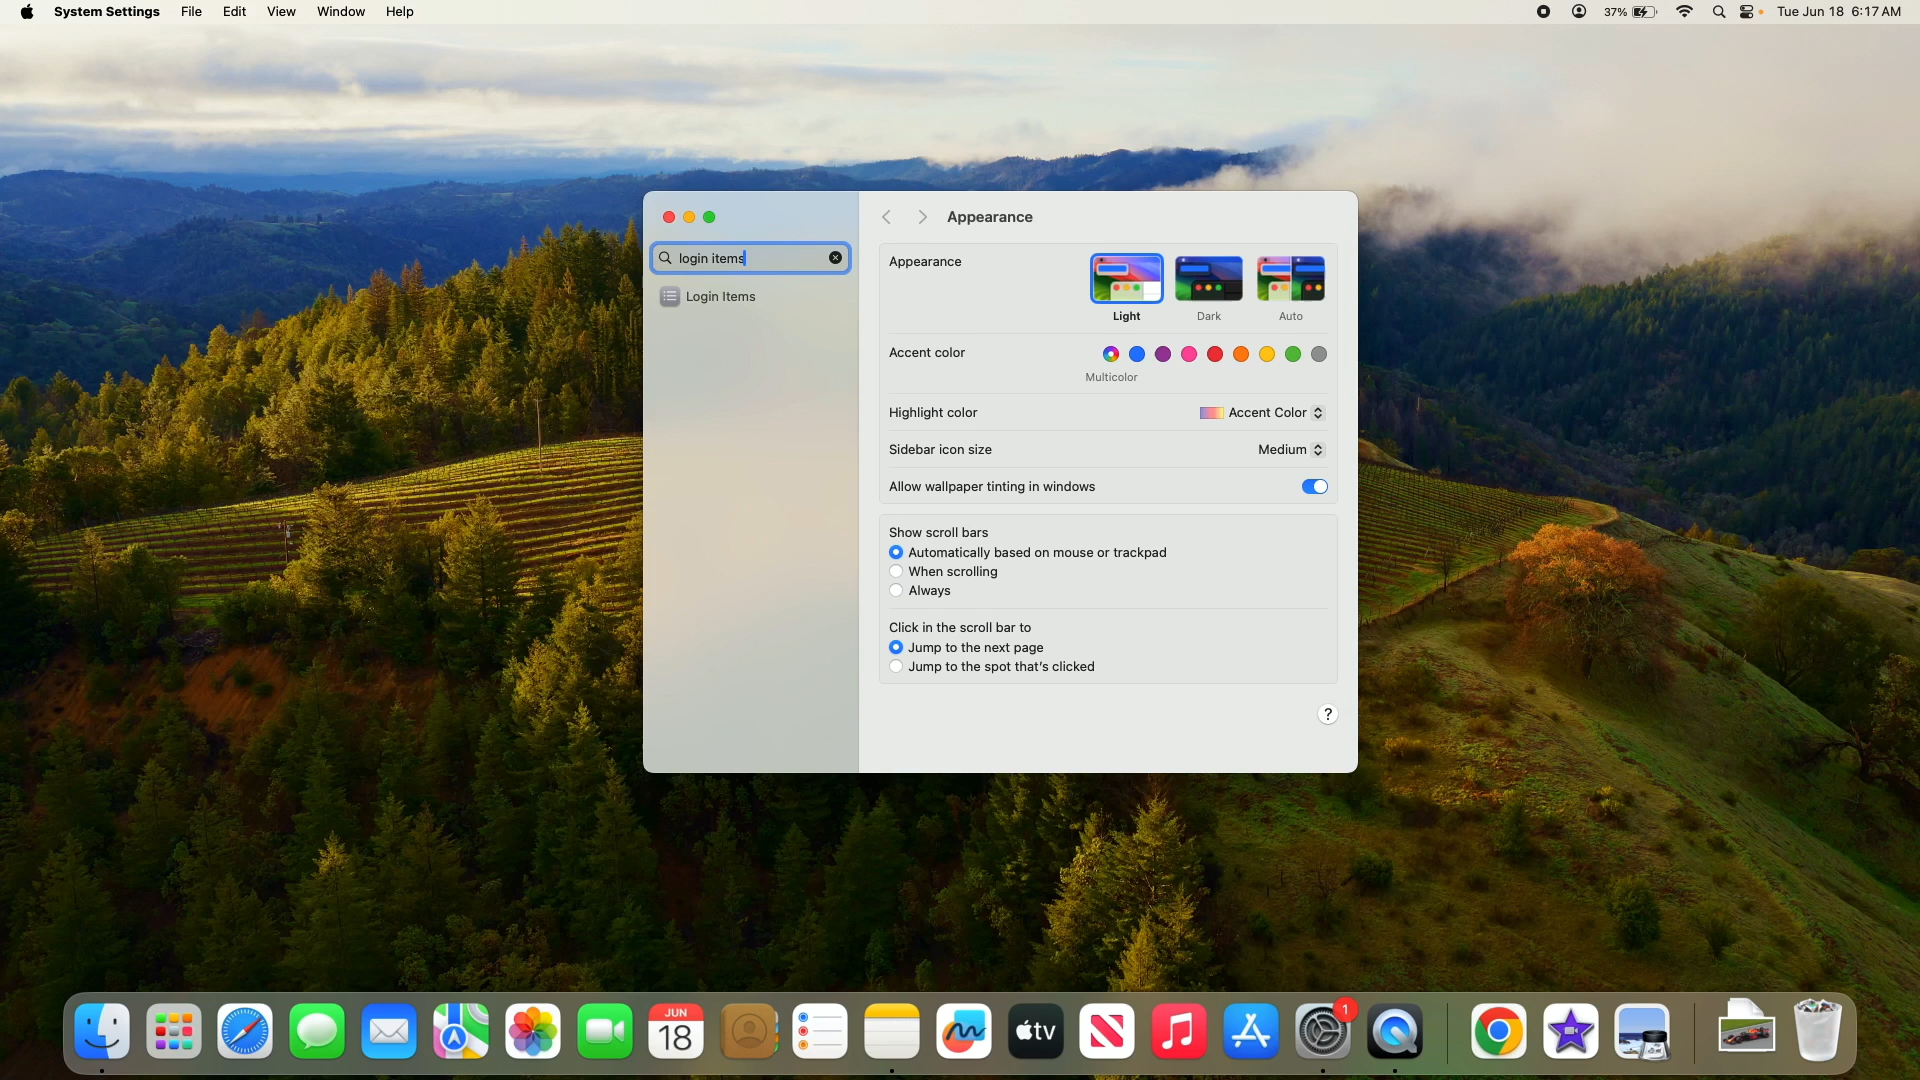 System Settings File Edit View Window Help
37% Tue Jun 18 6:17 AM
Appearance
login items
Login Items
Appearance
Light Dark Auto
Accent color
Multicolor
Highlight color Accent Color
Sidebar icon size Medium
Allow wallpaper tinting in windows
Show scroll bars
Automatically based on mouse or trackpad
When scrolling
Always
Click in the scroll bar to
Jump to the next page
Jump to the spot that's clicked
?
JUN
18
tv
1